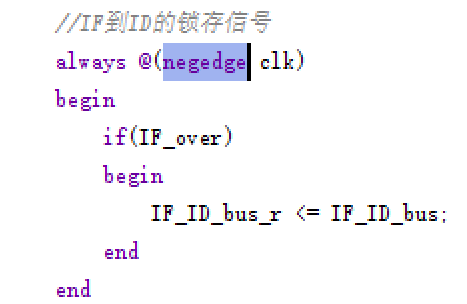 //IF到ID的锁存信号
always @(negedge clk)
begin
if(IF_over)
begin
IF_ID_bus_r <= IF_ID_bus;
end
end